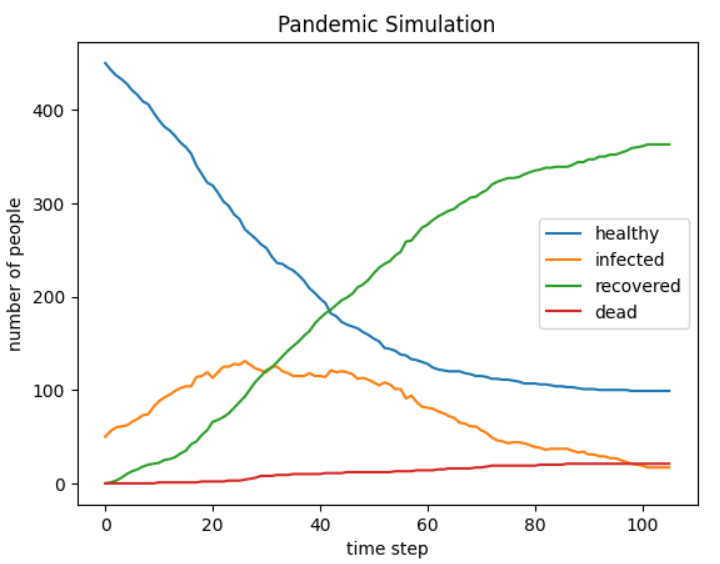 Pandemic Simulation
number of people
400
300
200
100
0
healthy
infected
recovered
dead
0 20 40 60 80 100
time step